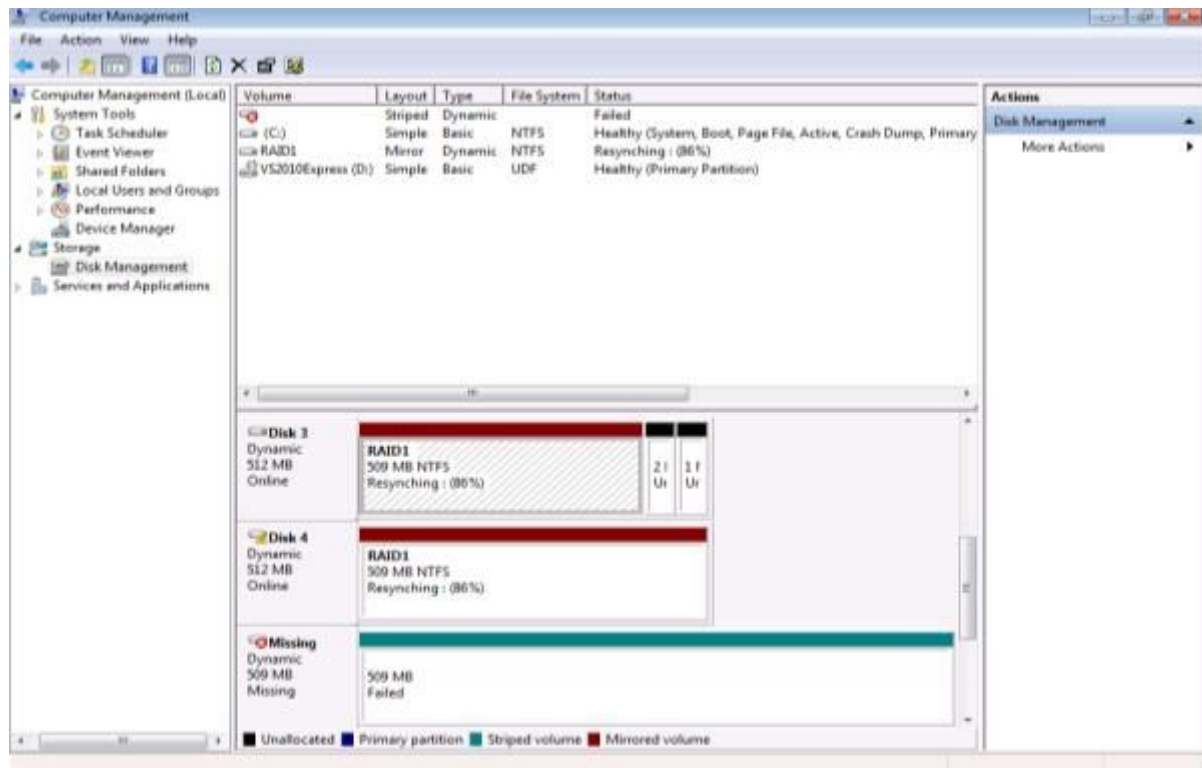 Computer Management
File Action View Help
Computer Management (Local)
System Tools
Task Scheduler
Event Viewer
Shared Folders
Local Users and Groups
Performance
Device Manager
Storage
Disk Management
Services and Applications
Volume Layout Type File System Status
Striped Dynamic Failed
(C:) Simple Basic NTFS Healthy (System, Boot, Page File, Active, Crash Dump, Primary
RAID1 Mirror Dynamic NTFS Resynching : (86%)
VS2010Express (D:) Simple Basic UDF Healthy (Primary Partition)
Actions
Disk Management
More Actions
Disk 3
Dynamic
512 MB
Online
RAID1
509 MB NTFS
Resynching : (86%)
2
Ur
1
Ur
Disk 4
Dynamic
512 MB
Online
RAID1
509 MB NTFS
Resynching : (86%)
Missing
Dynamic
509 MB
Missing
509 MB
Failed
Unallocated Primary partition Striped volume Mirrored volume